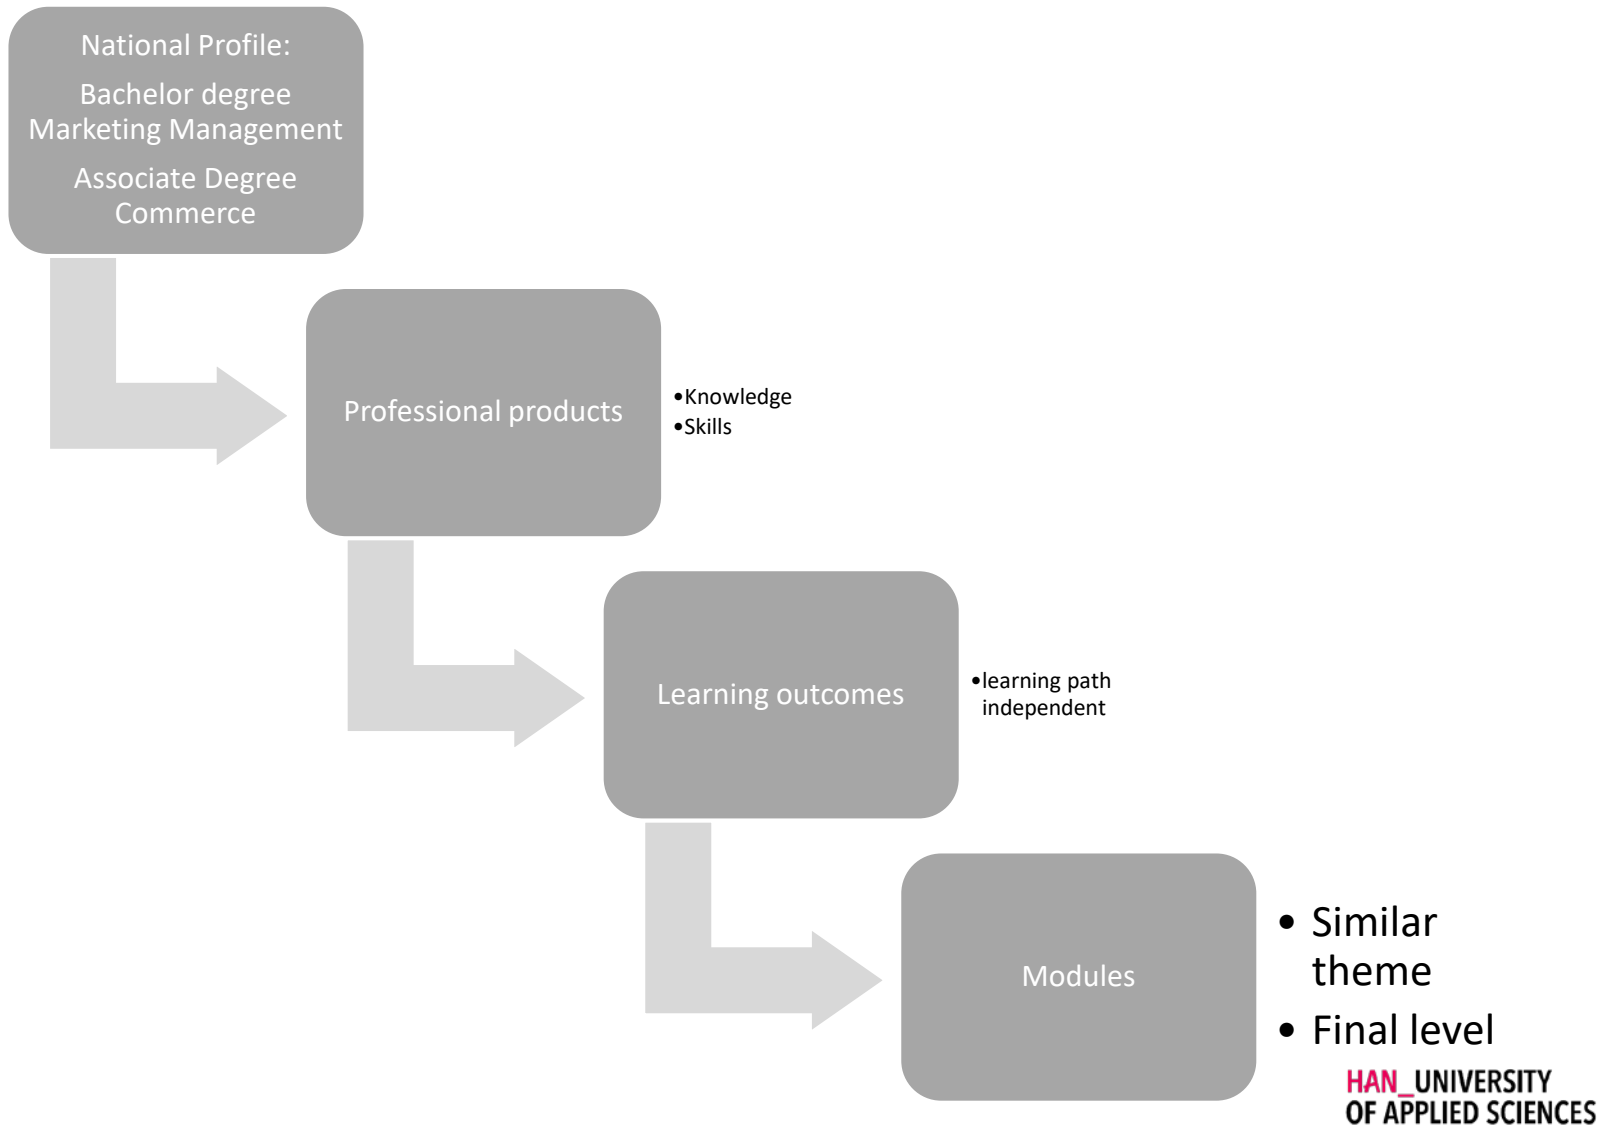 National Profile:
Bachelor degree
Marketing Management
Associate Degree
Commerce
Professional products
•Knowledge
•Skills
Learning outcomes
•learning path
independent
Modules
• Similar
theme
• Final level
HAN_UNIVERSITY
OF APPLIED SCIENCES